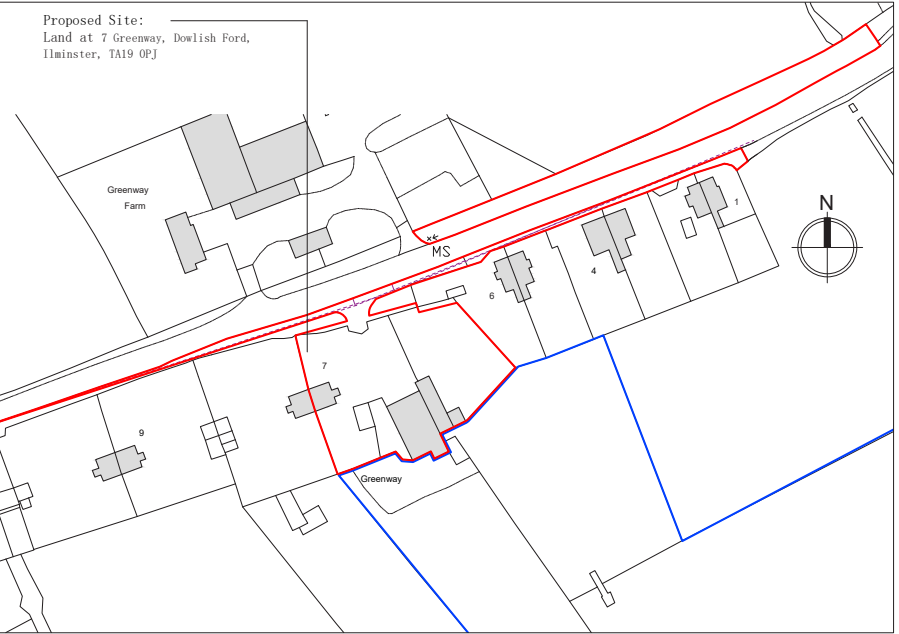 Proposed Site:
Land at 7 Greenway, Dowlish Ford,
Ilminster, TA19 0PJ
Greenway
Farm
1
N
MS
4
6
7
9
Greenway